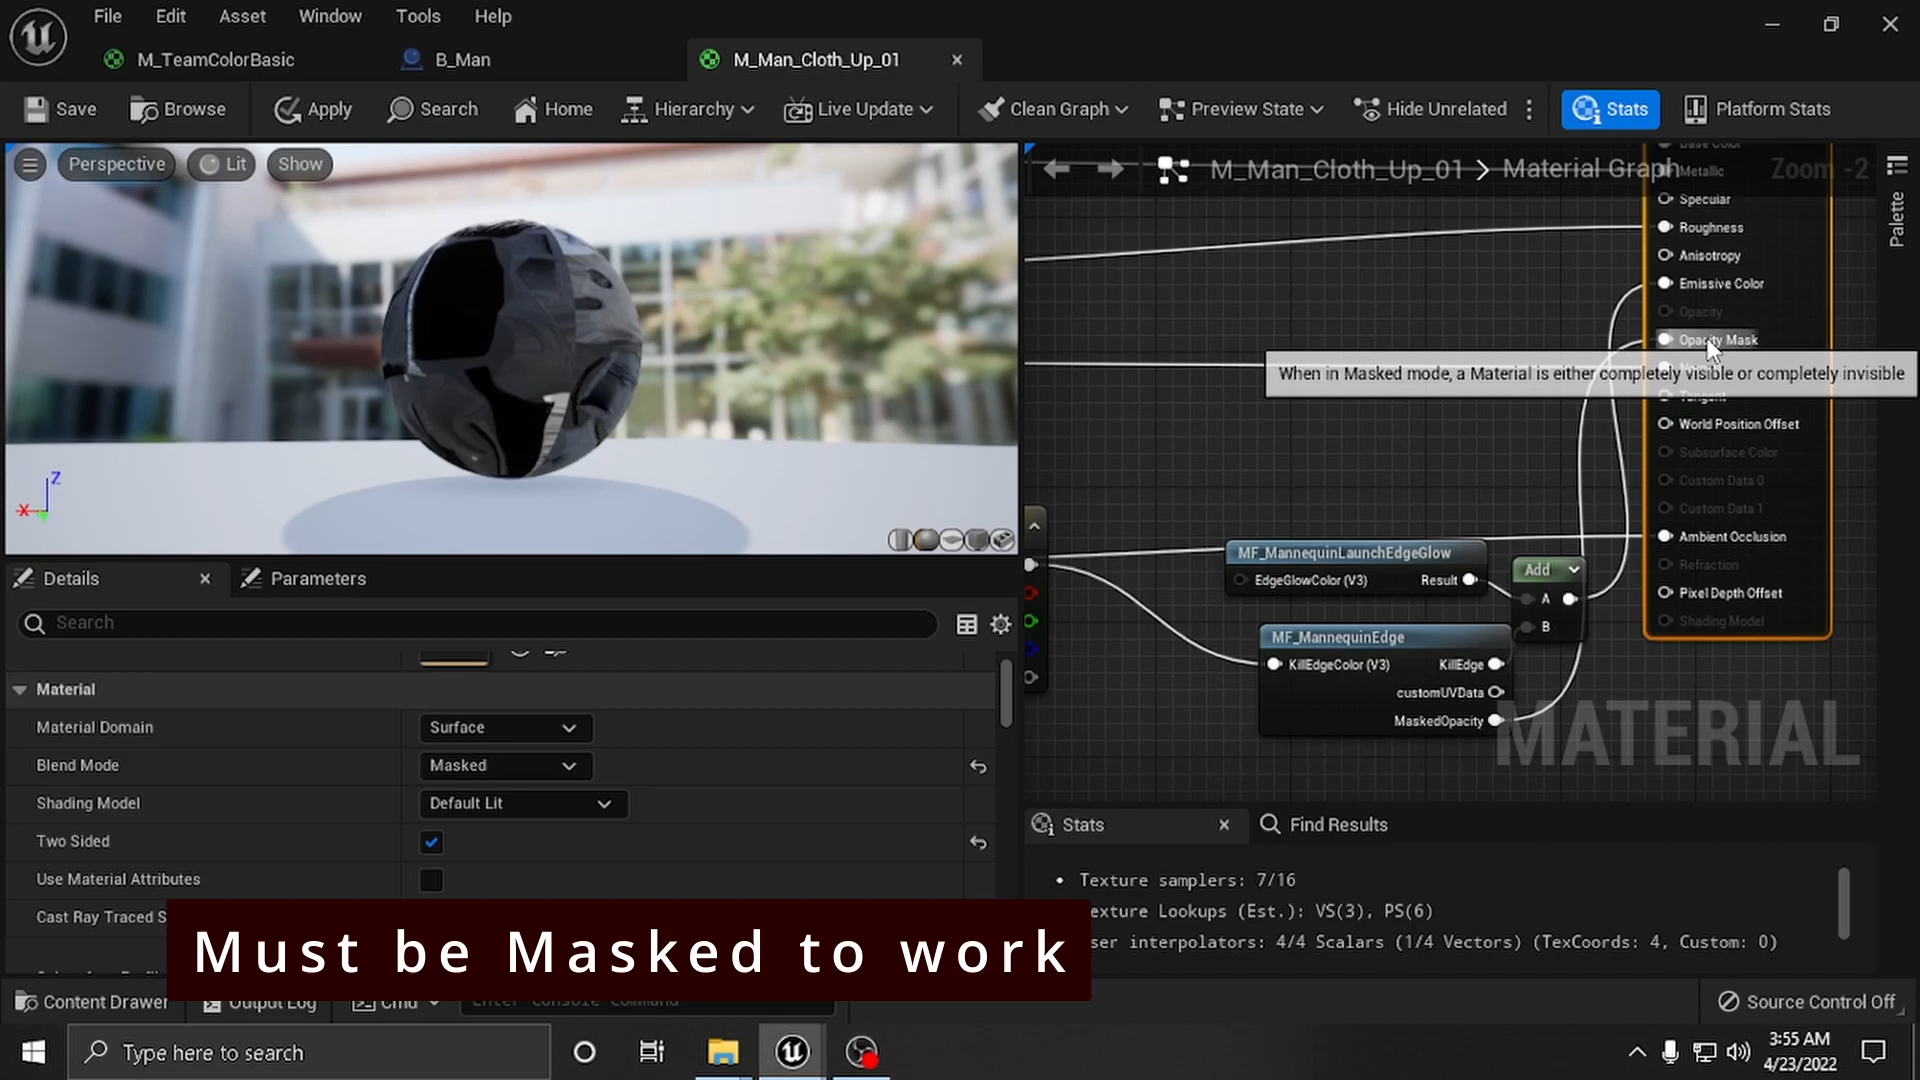 File Edit Asset Window Tools Help
M_TeamColorBasic B_Man M_Man_Cloth_Up_01
Save Browse Apply Search Home Hierarchy Live Update Clean Graph Preview State Hide Unrelated Stats Platform Stats
Perspective Lit Show
M_Man_Cloth_Up_01 Material Graph Zoom -2
Palette
Base Color
Metallic
Specular
Roughness
Anisotropy
Emissive Color
Opacity
Opacity Mask
When in Masked mode, a Material is either completely visible or completely invisible
Tangent
World Position Offset
Subsurface Color
Custom Data 0
Custom Data 1
Ambient Occlusion
Refraction
Pixel Depth Offset
Shading Model
MF_MannequinLaunchEdgeGlow
EdgeGlowColor (V3) Result
Add
A
B
MF_MannequinEdge
KillEdgeColor (V3) KillEdge
customUVData
MaskedOpacity
MATERIAL
Z
X
Details Parameters
Search
Material
Material Domain Surface
Blend Mode Masked
Shading Model Default Lit
Two Sided
Use Material Attributes
Cast Ray Traced S
Stats Find Results
Texture samplers: 7/16
exture Lookups (Est.): VS(3), PS(6)
ser interpolators: 4/4 Scalars (1/4 Vectors) (TexCoords: 4, Custom: 0)
Must be Masked to work
Content Drawer Output Log Cmd Enter Console Command Source Control Off
Type here to search
3:55 AM
4/23/2022